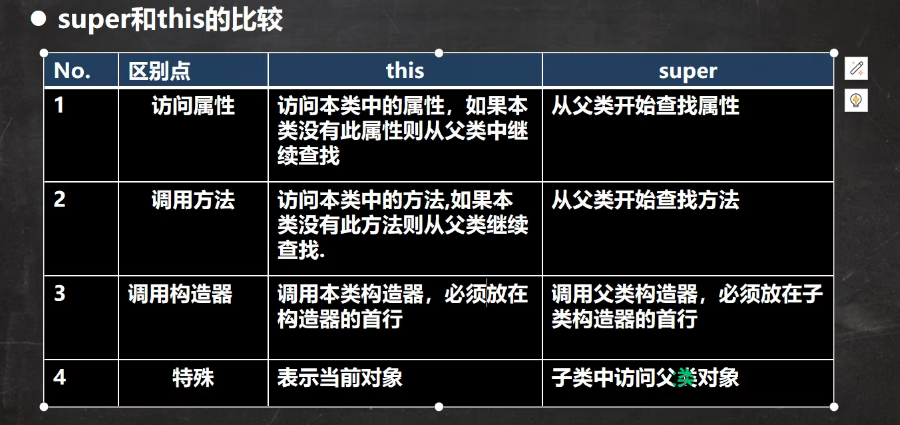 ● super和this的比较
No. 区别点 this super
1 访问属性 访问本类中的属性，如果本类没有此属性则从父类中继续查找 从父类开始查找属性
2 调用方法 访问本类中的方法,如果本类没有此方法则从父类继续查找. 从父类开始查找方法
3 调用构造器 调用本类构造器，必须放在构造器的首行 调用父类构造器，必须放在子类构造器的首行
4 特殊 表示当前对象 子类中访问父类对象